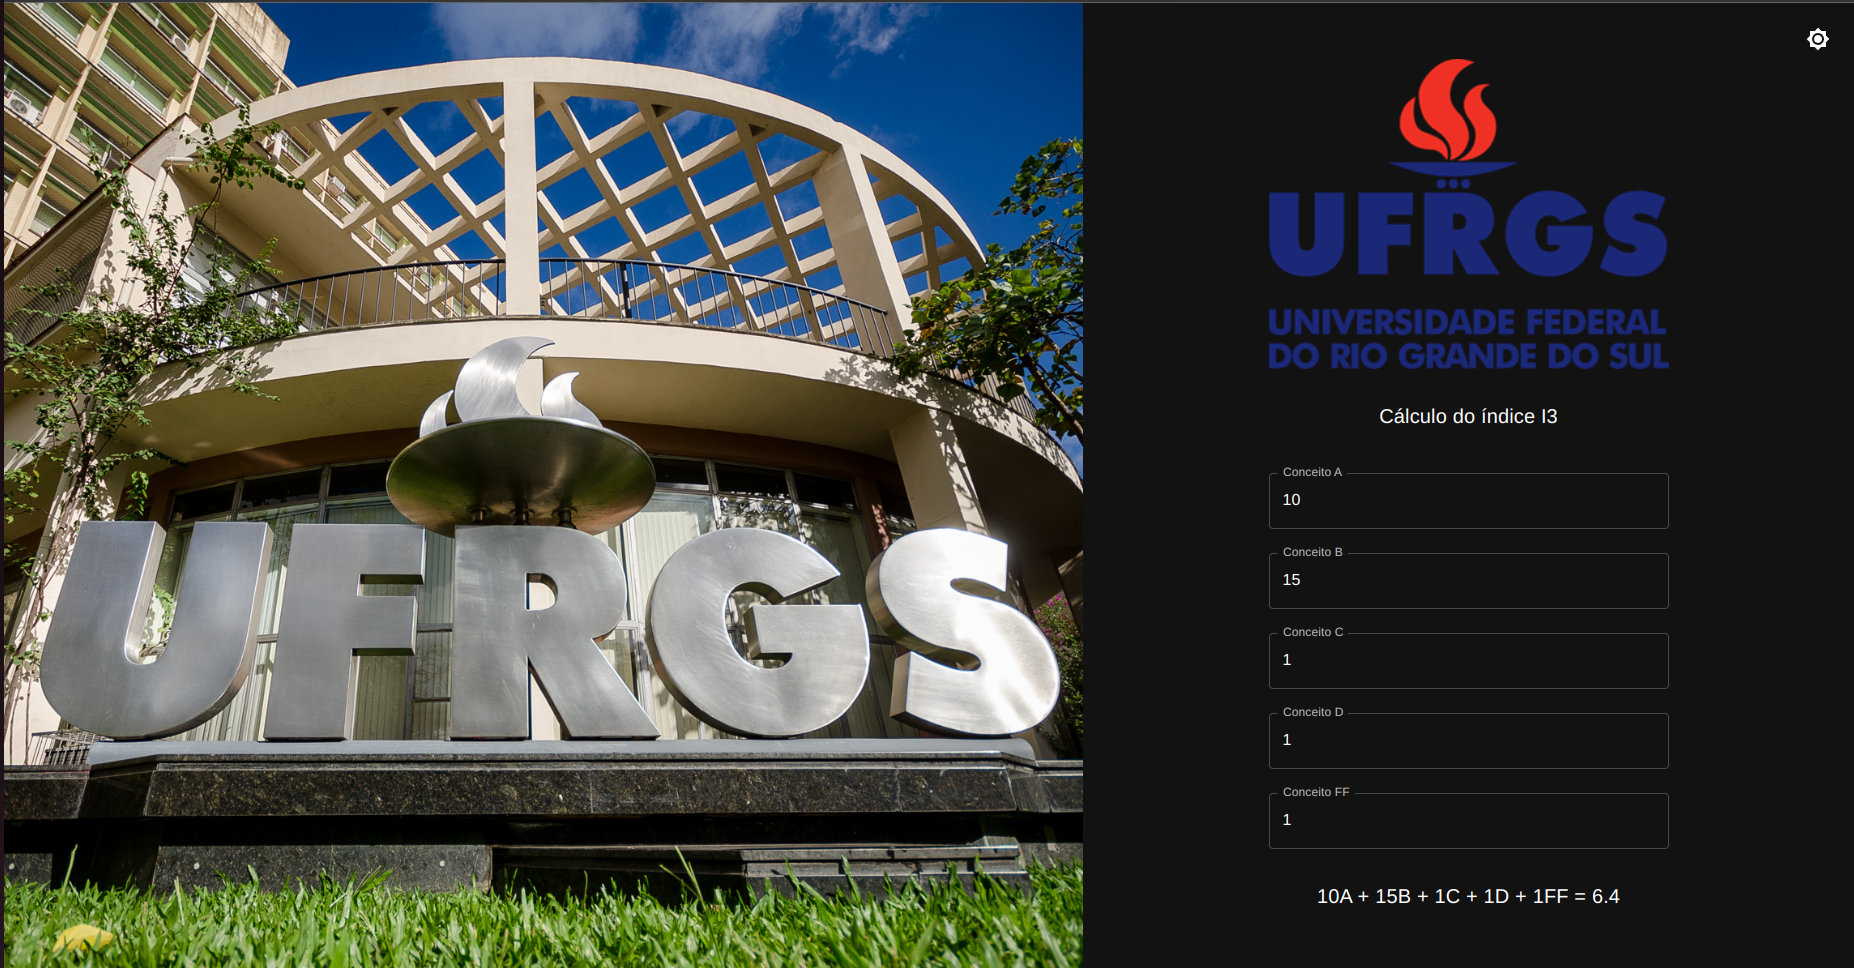 UFRGS
UFRGS
UNIVERSIDADE FEDERAL
DO RIO GRANDE DO SUL
Cálculo do índice I3
Conceito A
10
Conceito B
15
Conceito C
1
Conceito D
1
Conceito FF
1
10A + 15B + 1C + 1D + 1FF = 6.4